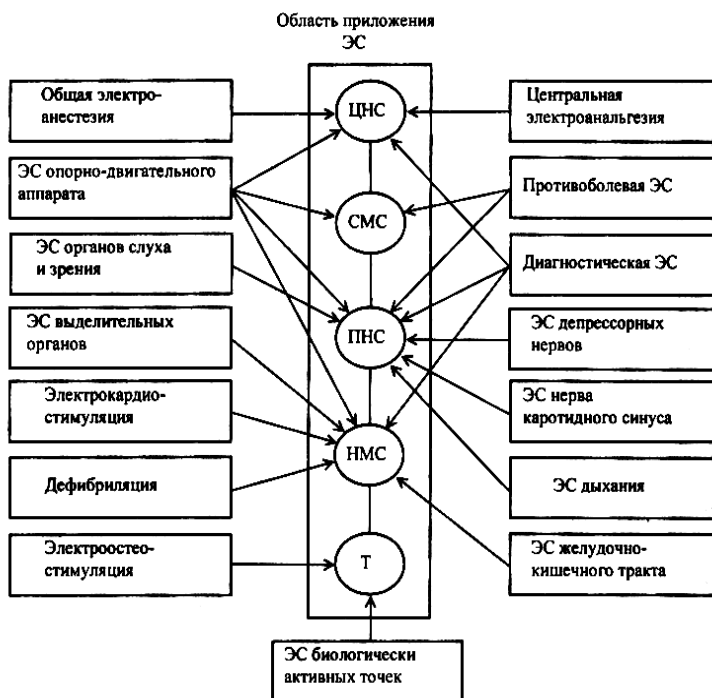 Область приложения
ЭС
Общая электро-
анестезия
ЭС опорно-двигательного
аппарата
ЭС органов слуха
и зрения
ЭС выделительных
органов
Электрокардио-
стимуляция
Дефибриляция
Электроостео-
стимуляция
ЦНС
СМС
ПНС
НМС
Т
Центральная
электроанальгезия
Противоболевая ЭС
Диагностическая ЭС
ЭС депрессорных
нервов
ЭС нерва
каротидного синуса
ЭС дыхания
ЭС желудочно-
кишечного тракта
ЭС биологически
активных точек